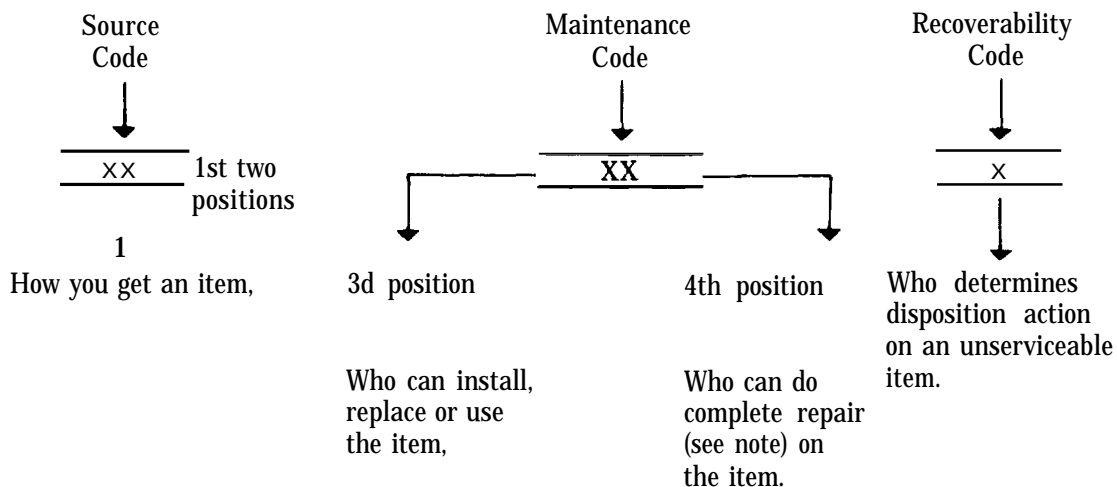 Source
Code
Maintenance
Code
Recoverability
Code
XX
1st two
positions
XX
X
1
How you get an item,
3d position
4th position
Who determines
disposition action
on an unserviceable
item.
Who can install,
replace or use
the item,
Who can do
complete repair
(see note) on
the item.